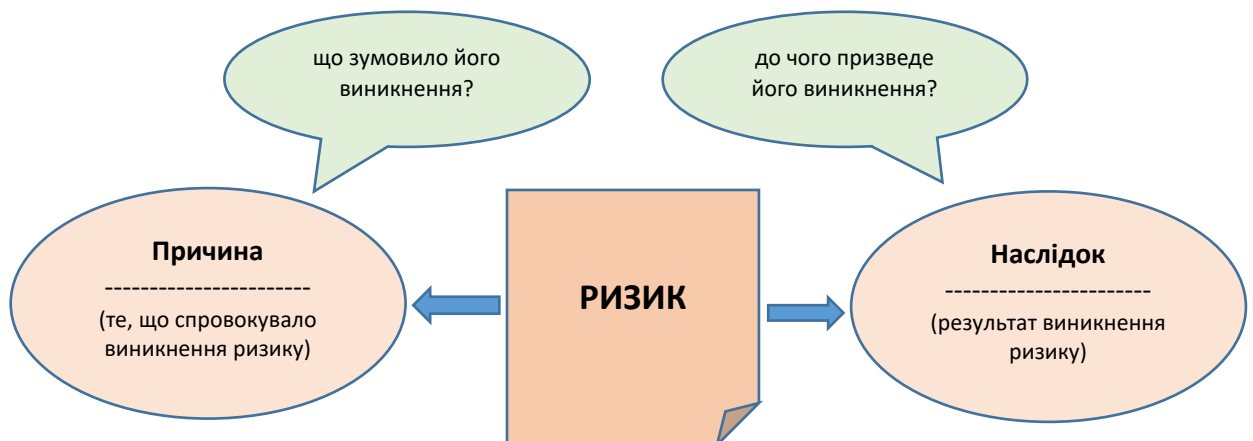 що зумовило його
виникнення?
до чого призведе
його виникнення?
Причина
-----------------------
(те, що спровокувало
виникнення ризику)
РИЗИК
Наслідок
-----------------------
(результат виникнення
ризику)